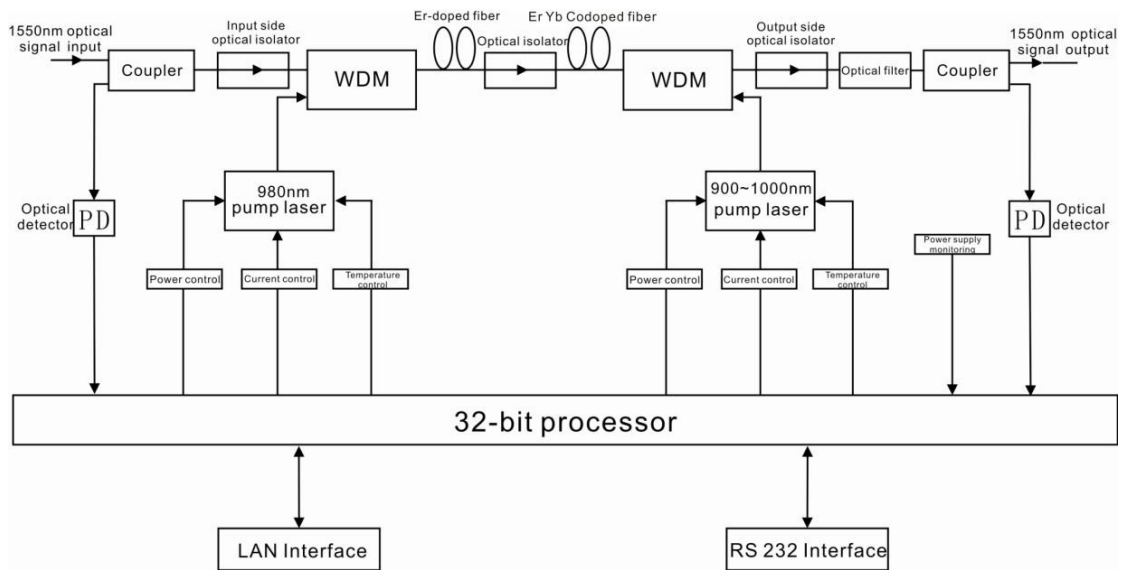 1550nm optical
signal input
Coupler
Input side
optical isolator
WDM
Er-doped fiber
Optical isolator
Er Yb Codoped fiber
WDM
Output side
optical isolator
Optical filter
Coupler
1550nm optical
signal output
Optical
detector
PD
980nm
pump laser
900~1000nm
pump laser
PD
Optical
detector
Power control
Current control
Temperature
control
Power control
Current control
Temperature
control
Power supply
monitoring
32-bit processor
LAN Interface
RS 232 Interface